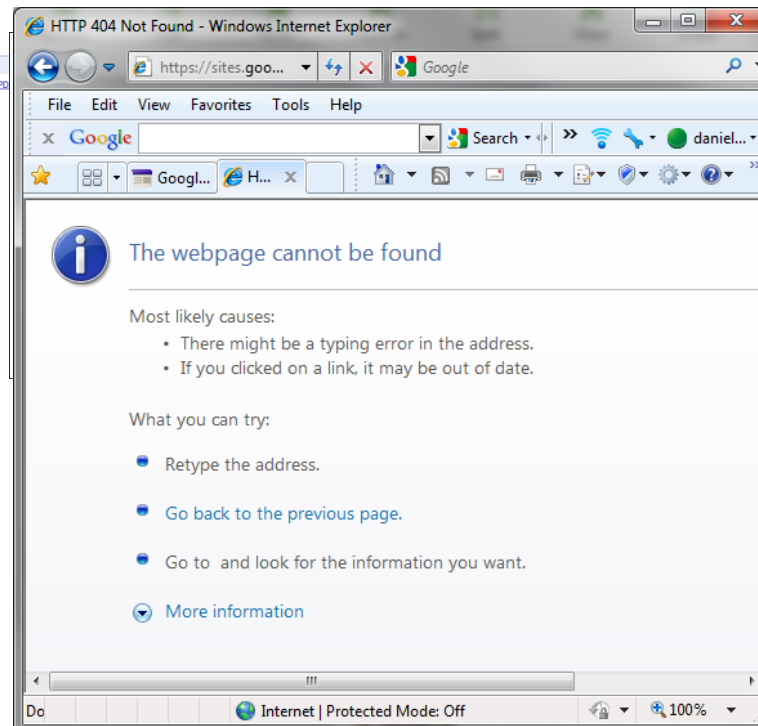 HTTP 404 Not Found - Windows Internet Explorer
https://sites.goo... Google
File Edit View Favorites Tools Help
x Google Search daniel...
Googl... H... x
The webpage cannot be found
Most likely causes:
• There might be a typing error in the address.
• If you clicked on a link, it may be out of date.
What you can try:
Retype the address.
Go back to the previous page.
Go to and look for the information you want.
More information
Do Internet | Protected Mode: Off 100%